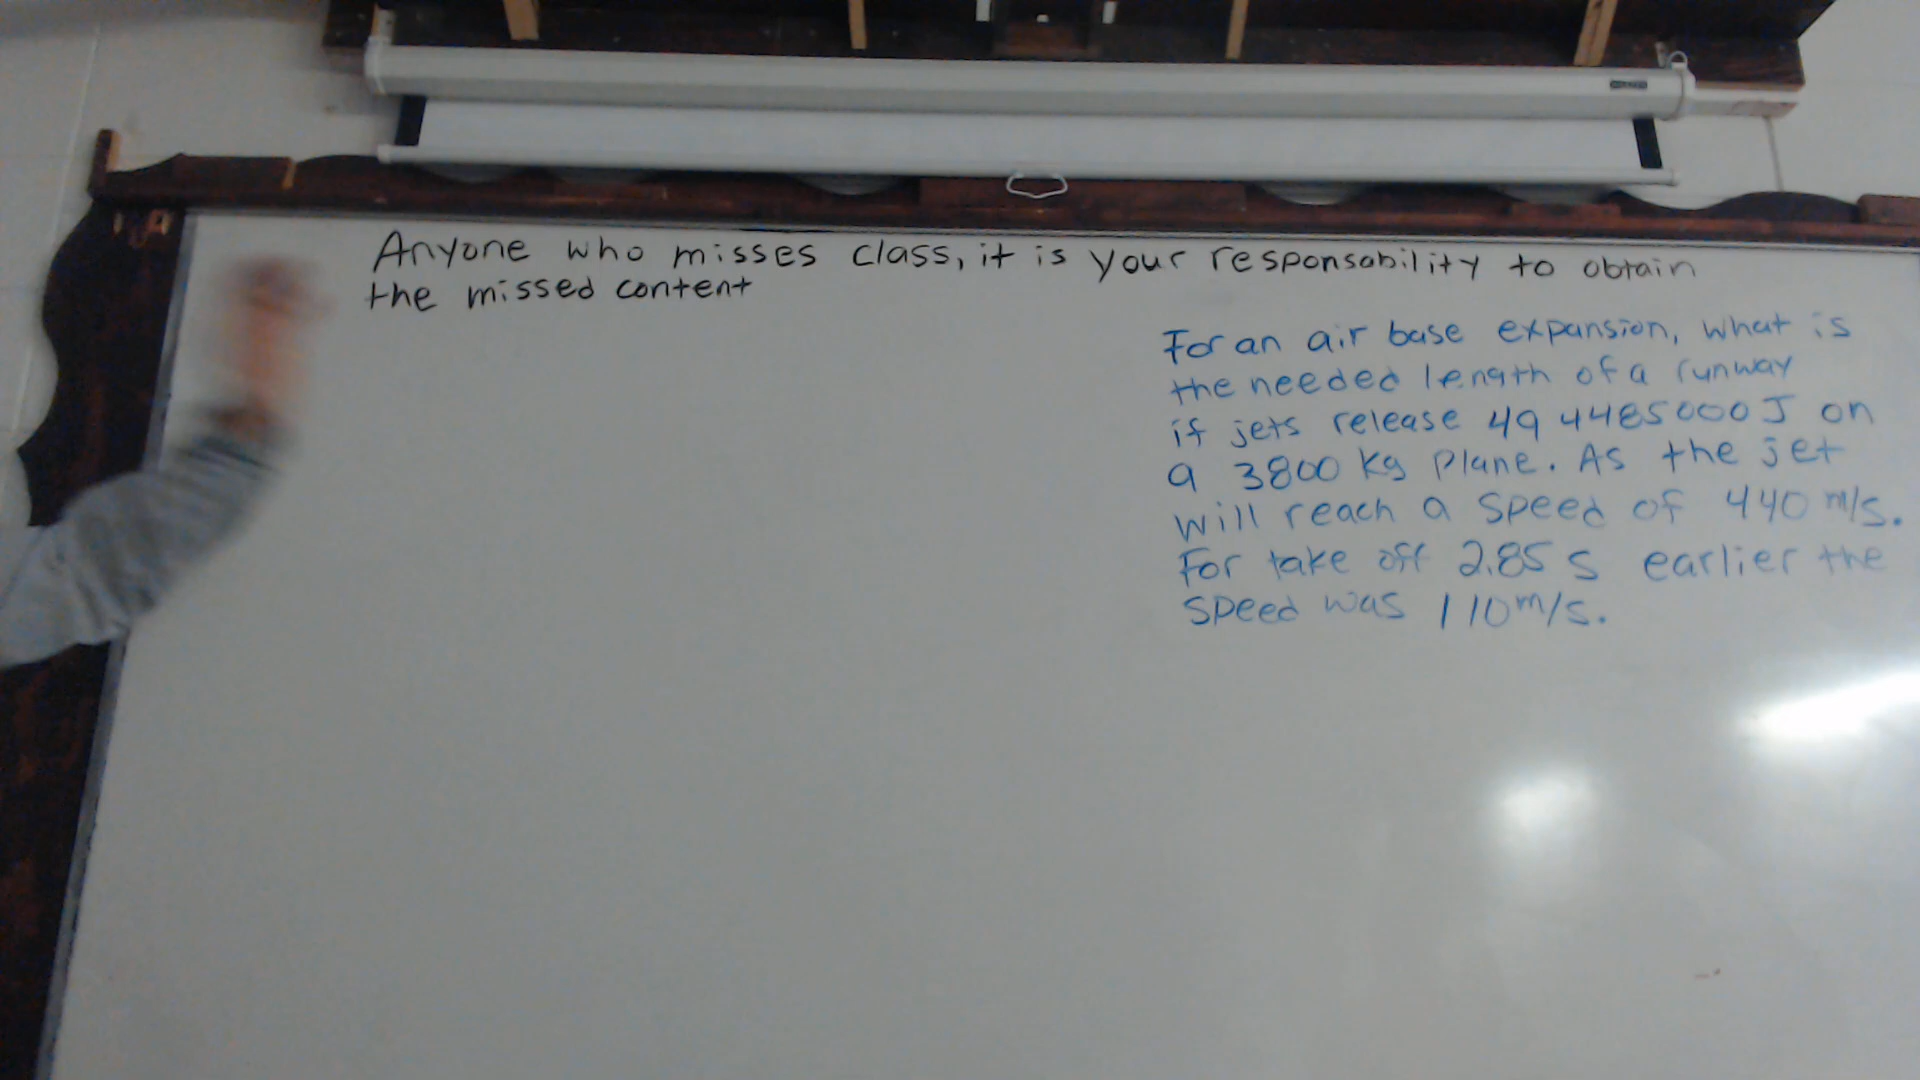 Anyone who misses class, it is your responsability to obtain
the missed content
For an air base expansion, what is
the needed length of a runway
if jets release 494485000 J on
a 3800 Kg Plane. As the jet
will reach a speed of 440 m/s.
For take off 2.85 s earlier the
speed was 110 m/s.